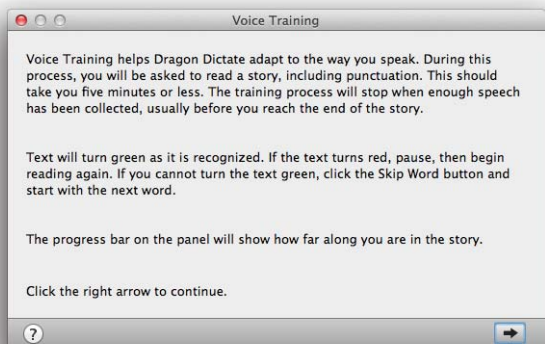 Voice Training
Voice Training helps Dragon Dictate adapt to the way you speak. During this
process, you will be asked to read a story, including punctuation. This should
take you five minutes or less. The training process will stop when enough speech
has been collected, usually before you reach the end of the story.
Text will turn green as it is recognized. If the text turns red, pause, then begin
reading again. If you cannot turn the text green, click the Skip Word button and
start with the next word.
The progress bar on the panel will show how far along you are in the story.
Click the right arrow to continue.
?